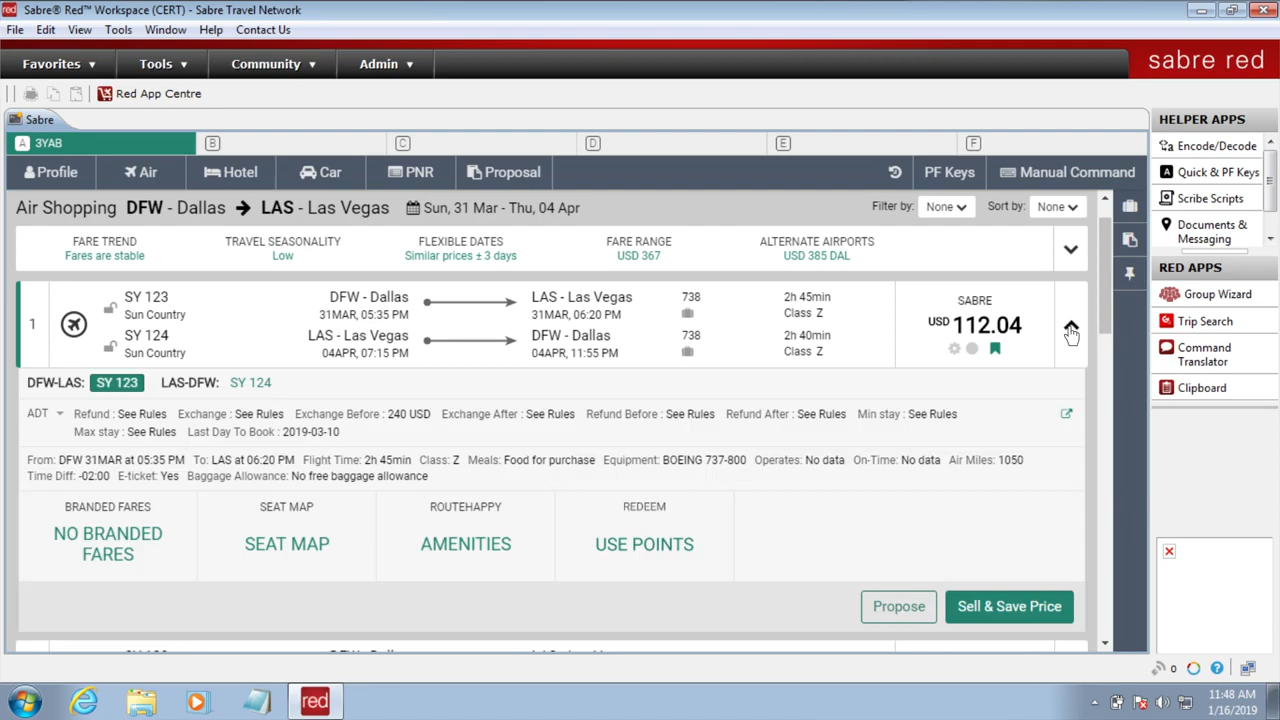 red Sabre® Red™ Workspace (CERT) - Sabre Travel Network
File Edit View Tools Window Help Contact Us
Favorites Tools Community Admin sabre red
Red App Centre
Sabre
A 3YAB B C D E F
Profile Air Hotel Car PNR Proposal PF Keys Manual Command
Air Shopping DFW - Dallas LAS - Las Vegas Sun, 31 Mar - Thu, 04 Apr Filter by: None Sort by: None
FARE TREND TRAVEL SEASONALITY FLEXIBLE DATES FARE RANGE ALTERNATE AIRPORTS
Fares are stable Low Similar prices ± 3 days USD 367 USD 385 DAL
SY 123 DFW - Dallas LAS - Las Vegas 738 2h 45min
Sun Country 31MAR, 05:35 PM 31MAR, 06:20 PM Class Z
1
SY 124 LAS - Las Vegas DFW - Dallas 738 2h 40min
Sun Country 04APR, 07:15 PM 04APR, 11:55 PM Class Z
SABRE
USD 112.04
DFW-LAS: SY 123 LAS-DFW: SY 124
ADT Refund : See Rules Exchange : See Rules Exchange Before : 240 USD Exchange After : See Rules Refund Before : See Rules Refund After : See Rules Min stay : See Rules
Max stay : See Rules Last Day To Book : 2019-03-10
From: DFW 31MAR at 05:35 PM To: LAS at 06:20 PM Flight Time: 2h 45min Class: Z Meals: Food for purchase Equipment: BOEING 737-800 Operates: No data On-Time: No data Air Miles: 1050
Time Diff: -02:00 E-ticket: Yes Baggage Allowance: No free baggage allowance
BRANDED FARES SEAT MAP ROUTEHAPPY REDEEM
NO BRANDED FARES SEAT MAP AMENITIES USE POINTS
Propose Sell & Save Price
HELPER APPS
Encode/Decode
A Quick & PF Keys
Scribe Scripts
Documents &
Messaging
RED APPS
Group Wizard
Trip Search
Command
Translator
Clipboard
0
red
11:48 AM
1/16/2019